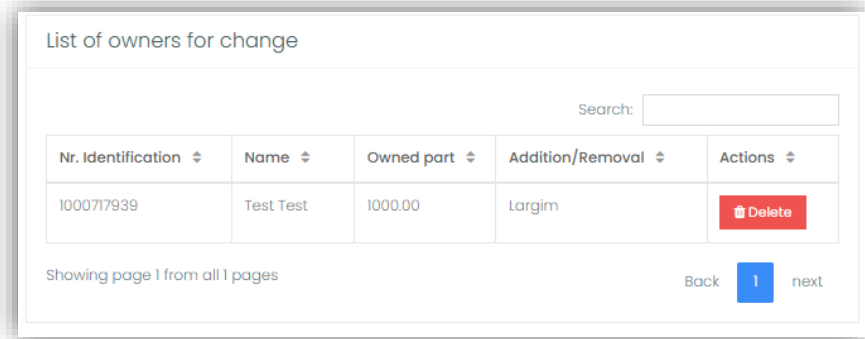 List of owners for change
Search:
Nr. Identification Name Owned part Addition/Removal Actions
1000717939 Test Test 1000.00 Largim Delete
Showing page 1 from all 1 pages
Back 1 next